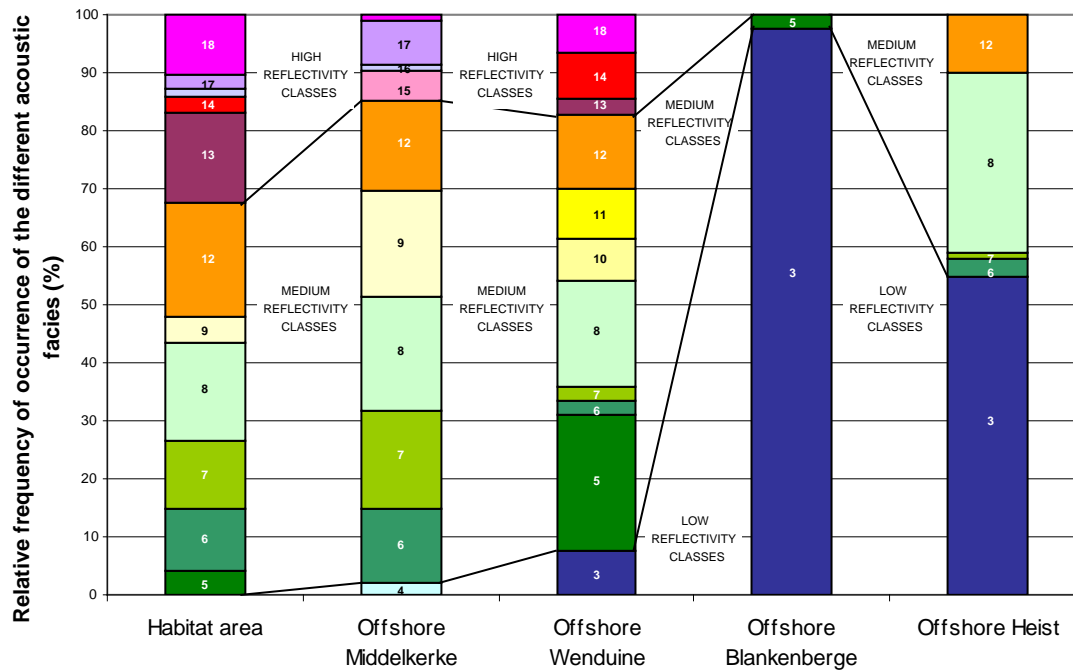 Relative frequency of occurrence of the different acoustic
facies (%)
100
90
80
70
60
50
40
30
20
10
0
18
17
14
13
12
9
8
7
6
5
HIGH
REFLECTIVITY
CLASSES
MEDIUM
REFLECTIVITY
CLASSES
17
16
15
12
9
8
7
6
4
HIGH
REFLECTIVITY
CLASSES
MEDIUM
REFLECTIVITY
CLASSES
18
14
13
12
11
10
8
7
6
5
3
MEDIUM
REFLECTIVITY
CLASSES
LOW
REFLECTIVITY
CLASSES
5
3
MEDIUM
REFLECTIVITY
CLASSES
LOW
REFLECTIVITY
CLASSES
12
8
7
6
3
Habitat area
Offshore
Middelkerke
Offshore
Wenduine
Offshore
Blankenberge
Offshore Heist